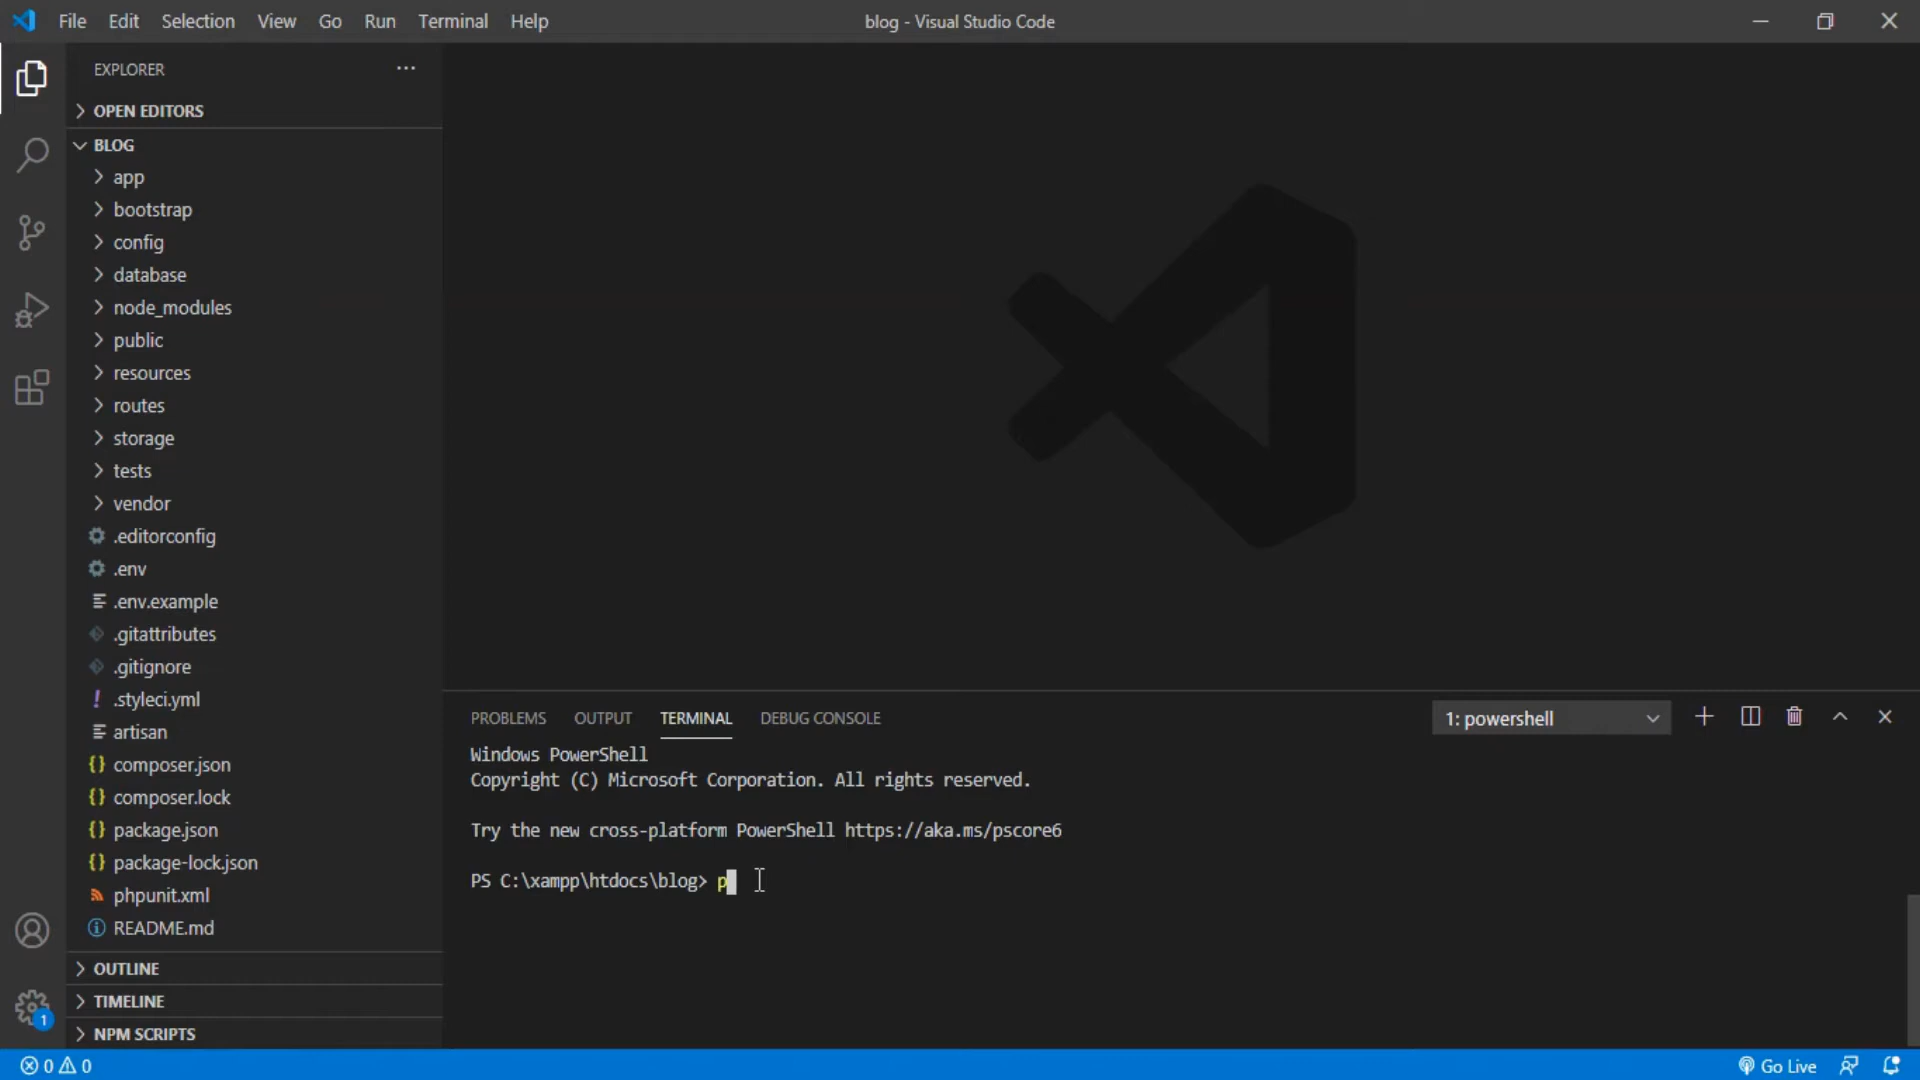 File Edit Selection View Go Run Terminal Help
blog - Visual Studio Code
EXPLORER
OPEN EDITORS
BLOG
app
bootstrap
config
database
node_modules
public
resources
routes
storage
tests
vendor
.editorconfig
.env
.env.example
.gitattributes
.gitignore
.styleci.yml
artisan
composer.json
composer.lock
package.json
package-lock.json
phpunit.xml
README.md
OUTLINE
TIMELINE
NPM SCRIPTS
PROBLEMS OUTPUT TERMINAL DEBUG CONSOLE
1: powershell
Windows PowerShell
Copyright (C) Microsoft Corporation. All rights reserved.
Try the new cross-platform PowerShell https://aka.ms/pscore6
PS C:\xampp\htdocs\blog> p
1
0 0
Go Live